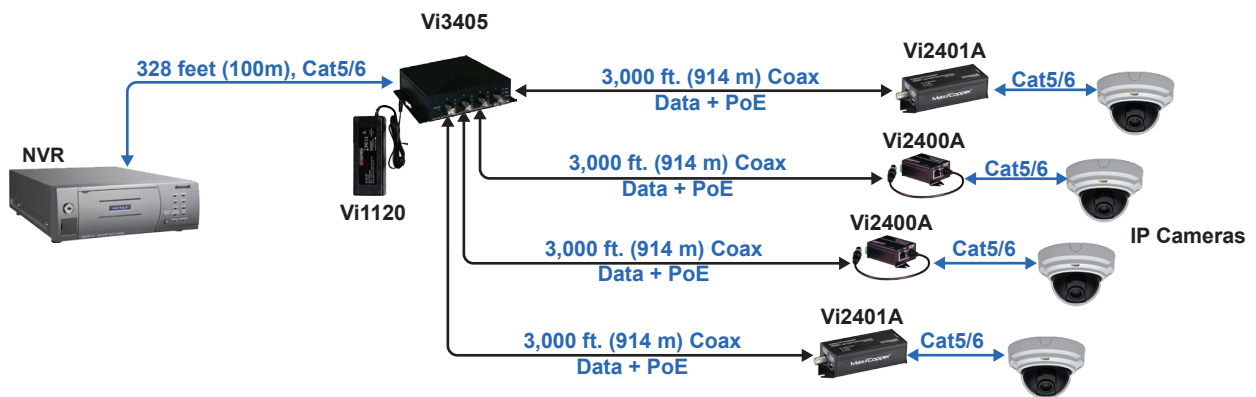 Vi3405
328 feet (100m), Cat5/6
NVR
Vi1120
3,000 ft. (914 m) Coax
Data + PoE
Vi2401A
MaxiiCopper
Cat5/6
3,000 ft. (914 m) Coax
Data + PoE
Vi2400A
Cat5/6
IP Cameras
3,000 ft. (914 m) Coax
Data + PoE
Vi2400A
Cat5/6
3,000 ft. (914 m) Coax
Data + PoE
Vi2401A
MaxiiCopper
Cat5/6